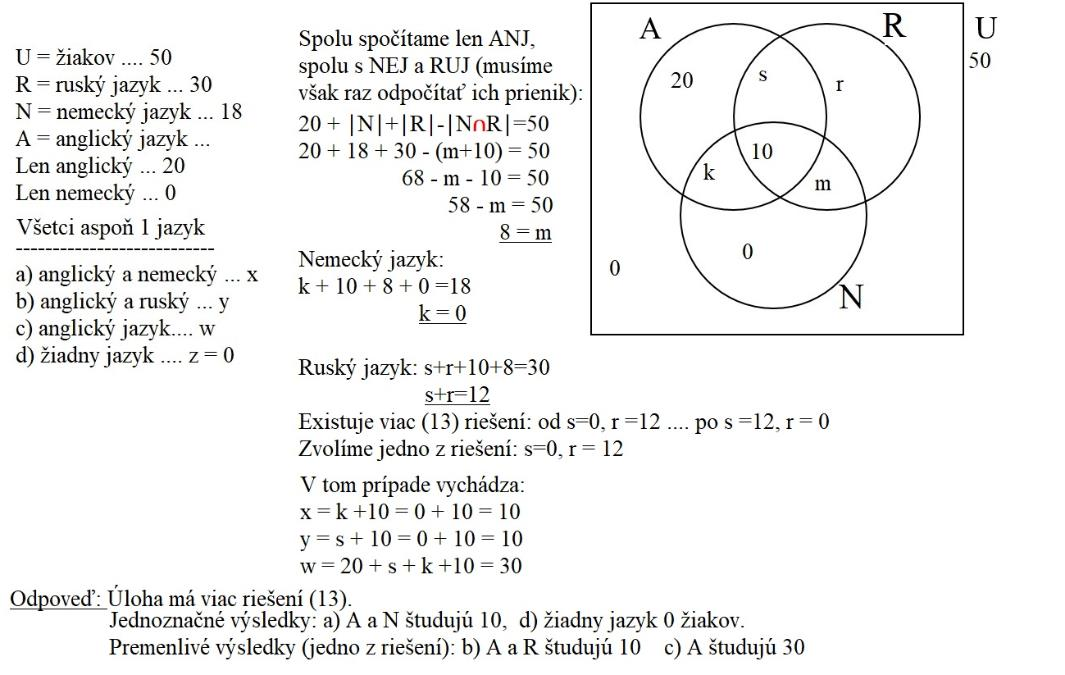 U = žiakov .... 50
R = ruský jazyk ... 30
N = nemecký jazyk ... 18
A = anglický jazyk ...
Len anglický ... 20
Len nemecký ... 0
Všetci aspoň 1 jazyk
---------------------------
a) anglický a nemecký ... x
b) anglický a ruský ... y
c) anglický jazyk.... w
d) žiadny jazyk .... z = 0
Spolu spočítame len ANJ,
spolu s NEJ a RUJ (musíme
však raz odpočítať ich prienik):
20 + |N|+|R|-|N∩R|=50
20 + 18 + 30 - (m+10) = 50
68 - m - 10 = 50
58 - m = 50
8 = m
Nemecký jazyk:
k + 10 + 8 + 0 =18
k = 0
Ruský jazyk: s+r+10+8=30
s+r=12
Existuje viac (13) riešení: od s=0, r =12 .... po s =12, r = 0
Zvolíme jedno z riešení: s=0, r = 12
V tom prípade vychádza:
x = k +10 = 0 + 10 = 10
y = s + 10 = 0 + 10 = 10
w = 20 + s + k +10 = 30
A
R
U
50
20
s
r
10
k
m
0
0
N
Odpoveď: Úloha má viac riešení (13).
Jednoznačné výsledky: a) A a N študujú 10, d) žiadny jazyk 0 žiakov.
Premenlivé výsledky (jedno z riešení): b) A a R študujú 10 c) A študujú 30